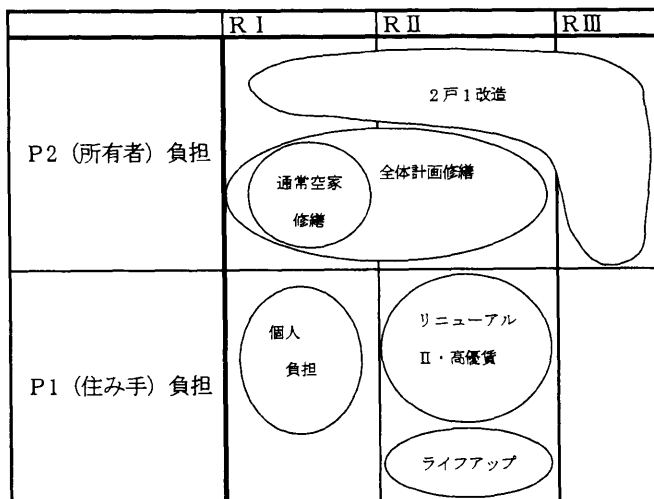 RⅠ
RⅡ
RⅢ
P2（所有者）負担
2戸1改造
全体計画修繕
通常空家
修繕
P1（住み手）負担
個人
負担
リニューアル
Ⅱ・高優賃
ライフアップ